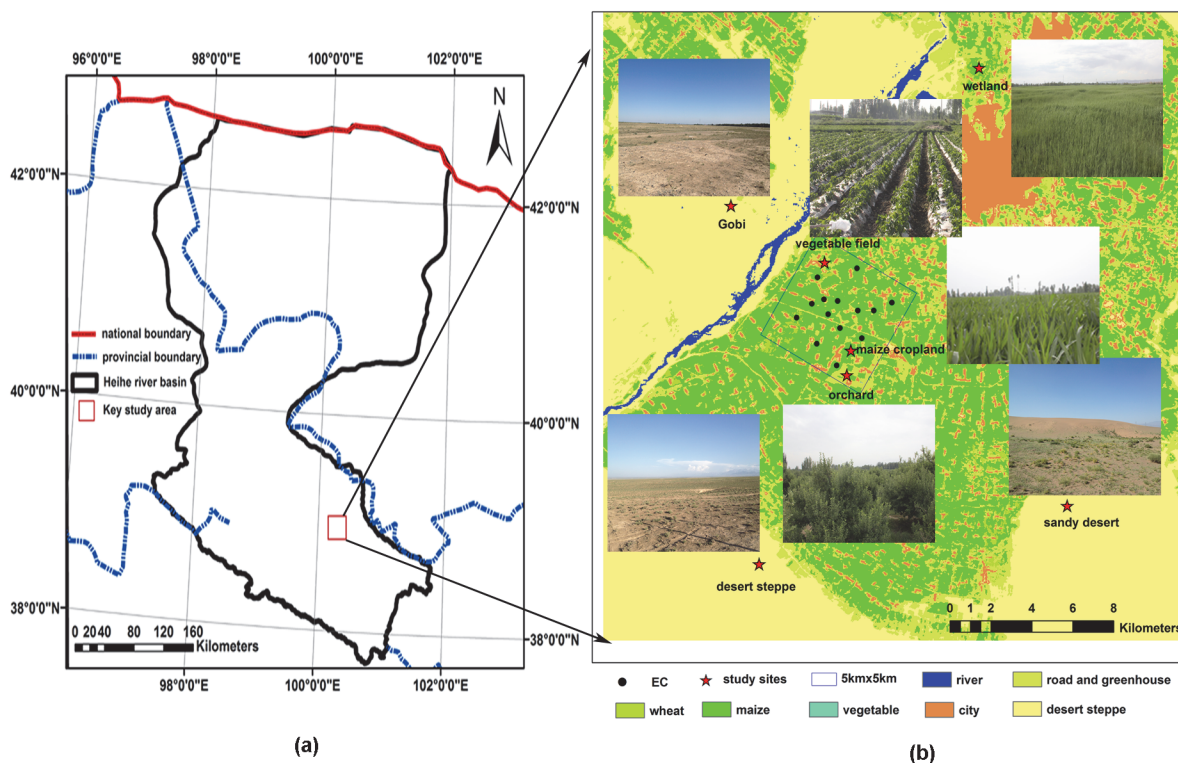 (a)
96°0'0"E 98°0'0"E 100°0'0"E 102°0'0"E
N
42°0'0"N
42°0'0"N
national boundary
provincial boundary
Heihe river basin
Key study area
40°0'0"N
40°0'0"N
38°0'0"N
38°0'0"N
0 20 40 80 120 160
Kilometers
98°0'0"E 100°0'0"E 102°0'0"E
(a)
(b)
wetland
Gobi
vegetable field
maize cropland
orchard
sandy desert
desert steppe
0 1 2 4 6 8
Kilometers
EC study sites 5kmx5km river road and greenhouse
wheat maize vegetable city desert steppe
(b)